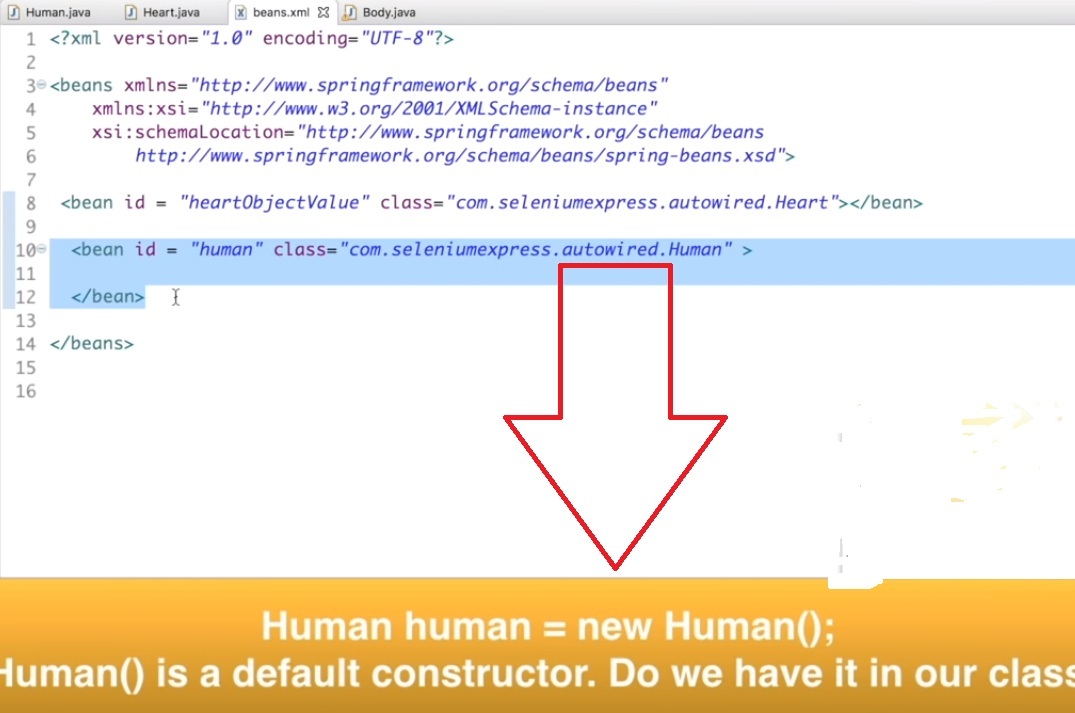 Human.java Heart.java beans.xml Body.java
1 <?xml version="1.0" encoding="UTF-8"?>
2
3 <beans xmlns="http://www.springframework.org/schema/beans"
4 xmlns:xsi="http://www.w3.org/2001/XMLSchema-instance"
5 xsi:schemaLocation="http://www.springframework.org/schema/beans
6 http://www.springframework.org/schema/beans/spring-beans.xsd">
7
8 <bean id = "heartObjectValue" class="com.seleniumexpress.autowired.Heart"></bean>
9
10 <bean id = "human" class="com.seleniumexpress.autowired.Human" >
11
12 </bean>
13
14 </beans>
15
16
Human human = new Human();
Human() is a default constructor. Do we have it in our class